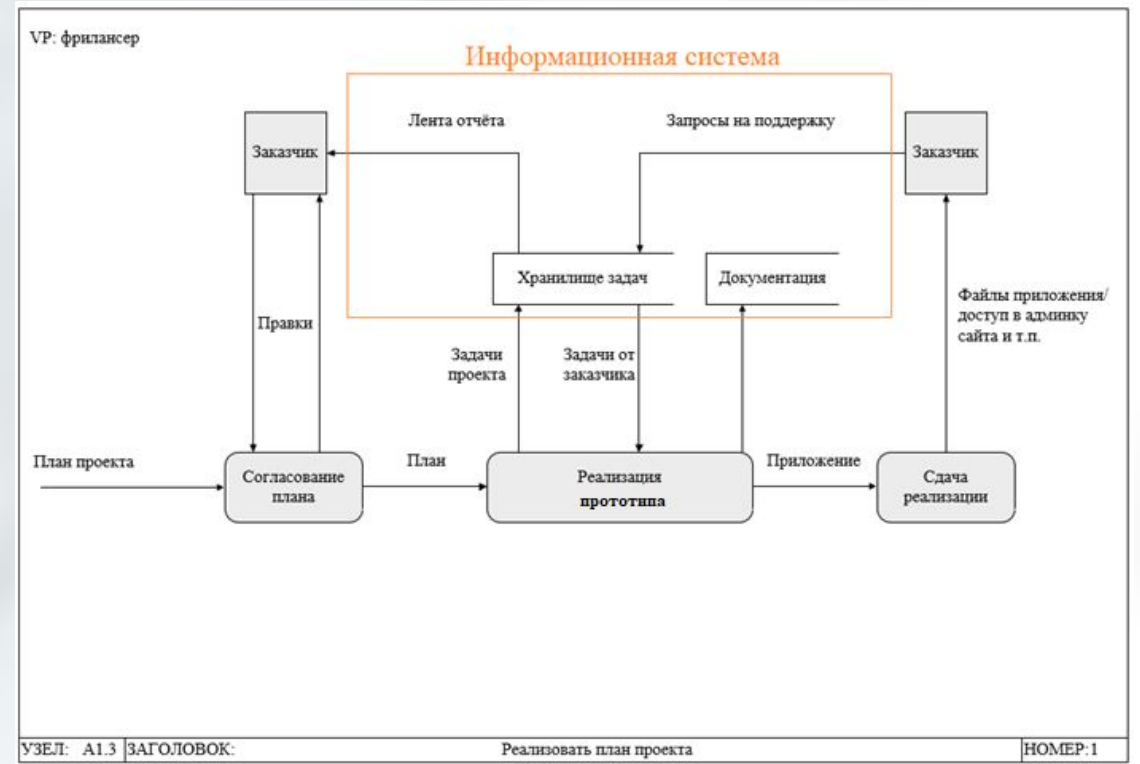 VP: фрилансер
Информационная система
Лента отчёта
Запросы на поддержку
Заказчик
Заказчик
Хранилище задач
Документация
Правки
Файлы приложения/
доступ в админку
сайта и т.п.
Задачи
проекта
Задачи от
заказчика
План проекта
Согласование
плана
План
Реализация
прототипа
Приложение
Сдача
реализации
УЗЕЛ: А1.3
ЗАГОЛОВОК:
Реализовать план проекта
НОМЕР:1